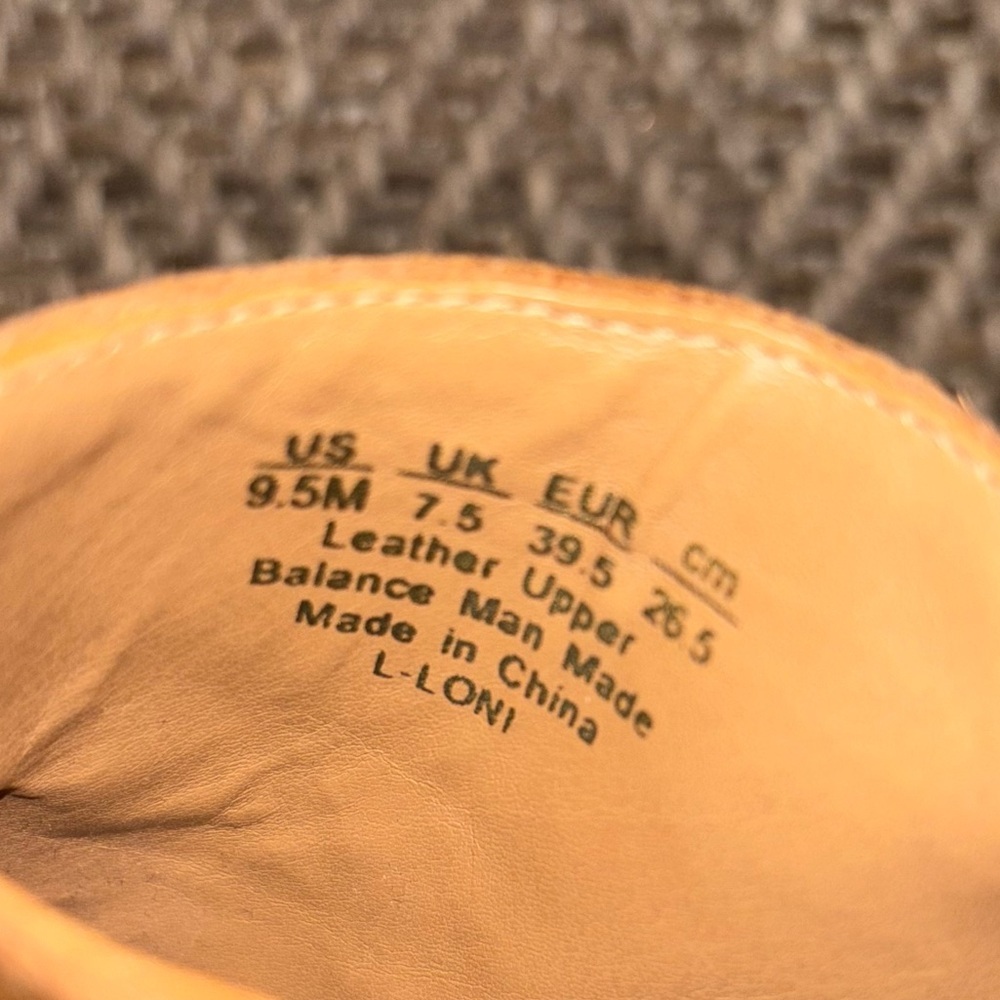 US UK EUR cm
9.5M 7.5 39.5 26.5
Leather Upper
Balance Man Made
Made in China
L-LONI